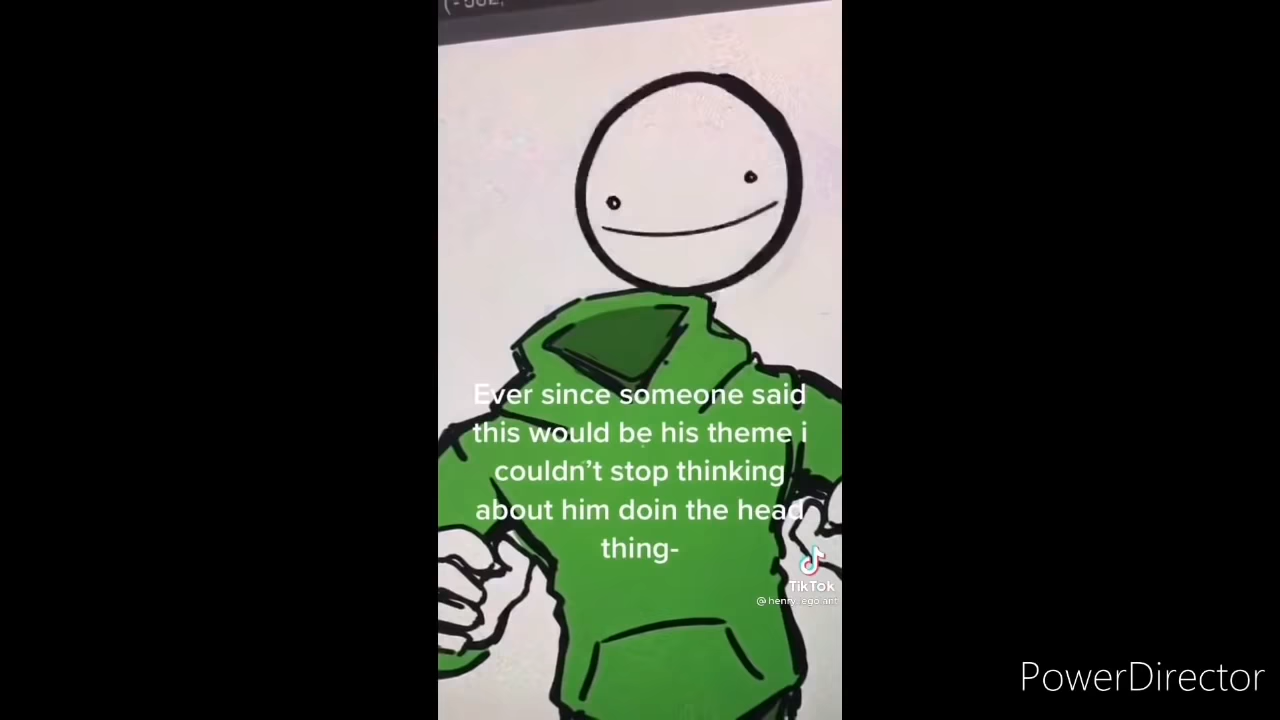 Ever since someone said
this would be his theme i
couldn't stop thinking
about him doin the head
thing-
TikTok
PowerDirector